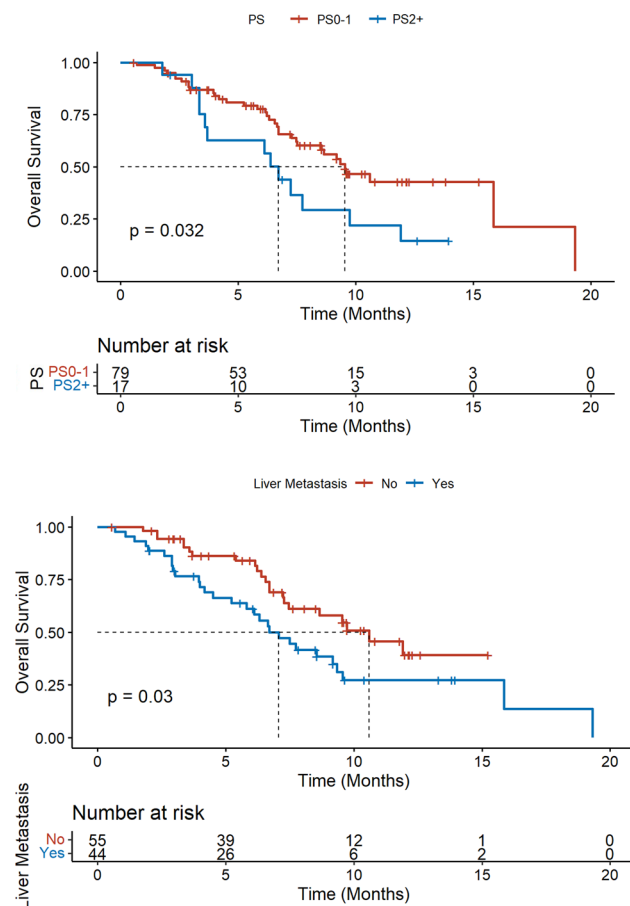 PS PS0-1 PS2+
1.00
0.75
0.50
0.25
0.00
Overall Survival
p = 0.032
0 5 10 15 20
Time (Months)
Number at risk
PS
PS0-1 79 53 15 3 0
PS2+ 17 10 3 0 0
0 5 10 15 20
Time (Months)
Liver Metastasis No Yes
1.00
0.75
0.50
0.25
0.00
Overall Survival
p = 0.03
0 5 10 15 20
Time (Months)
Number at risk
Liver Metastasis
No 55 39 12 1 0
Yes 44 26 6 2 0
0 5 10 15 20
Time (Months)